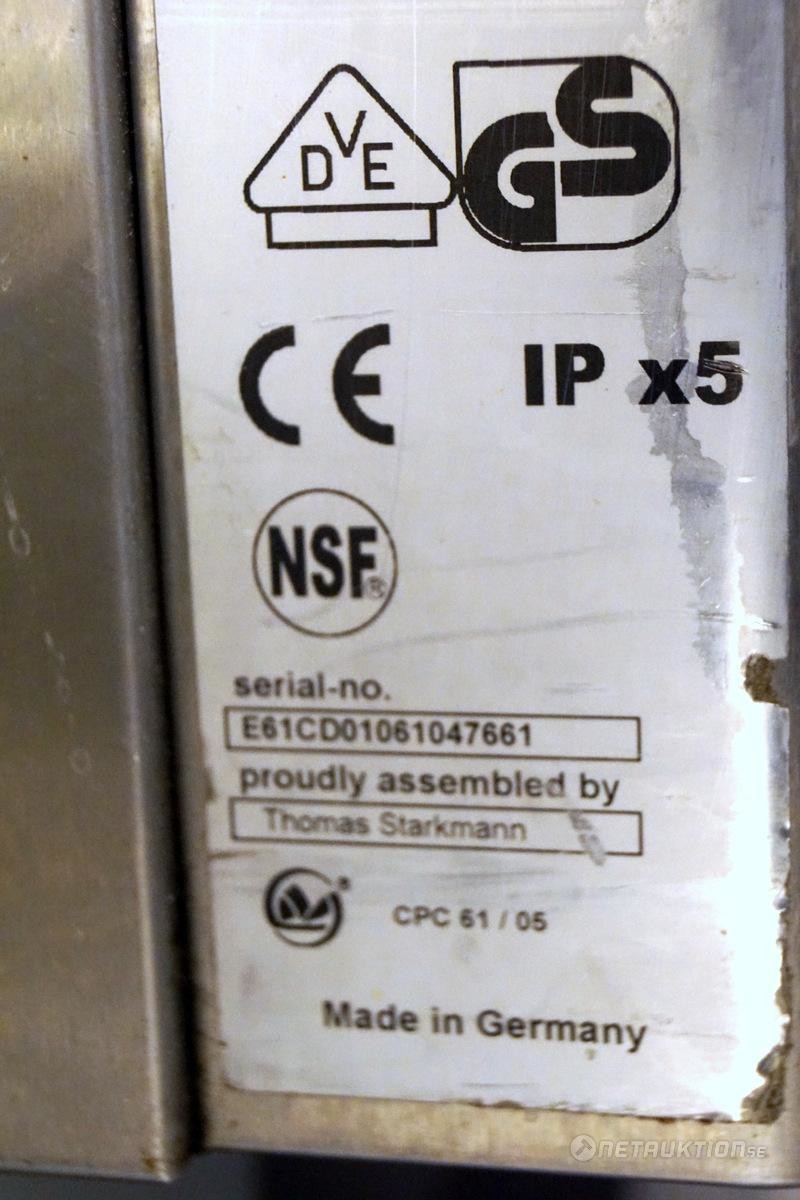 DVE GS
CE IP x5
NSF®
serial-no.
E61CD01061047661
proudly assembled by
Thomas Starkmann
® CPC 61 / 05
Made in Germany
NETAUKTION.SE